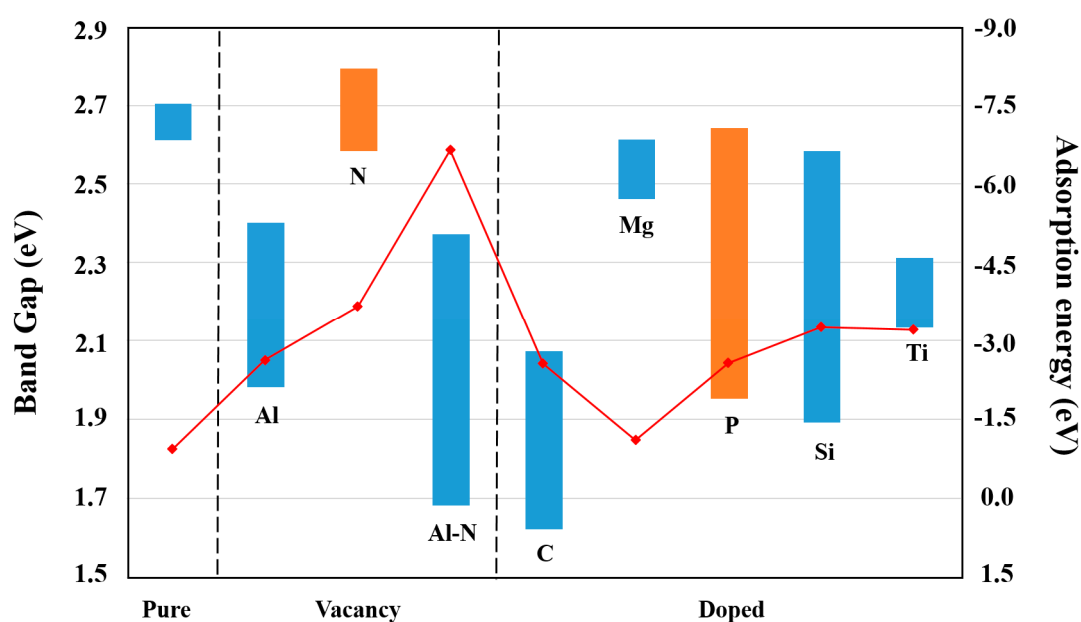 Band Gap (eV)
2.9
2.7
2.5
2.3
2.1
1.9
1.7
1.5
N
Al
Al-N
C
Mg
P
Si
Ti
Pure
Vacancy
Doped
-9.0
-7.5
-6.0
-4.5
-3.0
-1.5
0.0
1.5
Adsorption energy (eV)